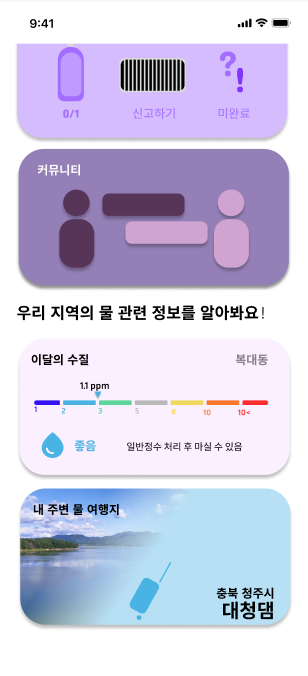 9:41
?!
0/1
신고하기
미완료
커뮤니티
우리 지역의 물 관련 정보를 알아봐요!
이달의 수질
복대동
1.1 ppm
1 2 3 5 8 10 10<
좋음
일반정수 처리 후 마실 수 있음
내 주변 물 여행지
충북 청주시
대청댐